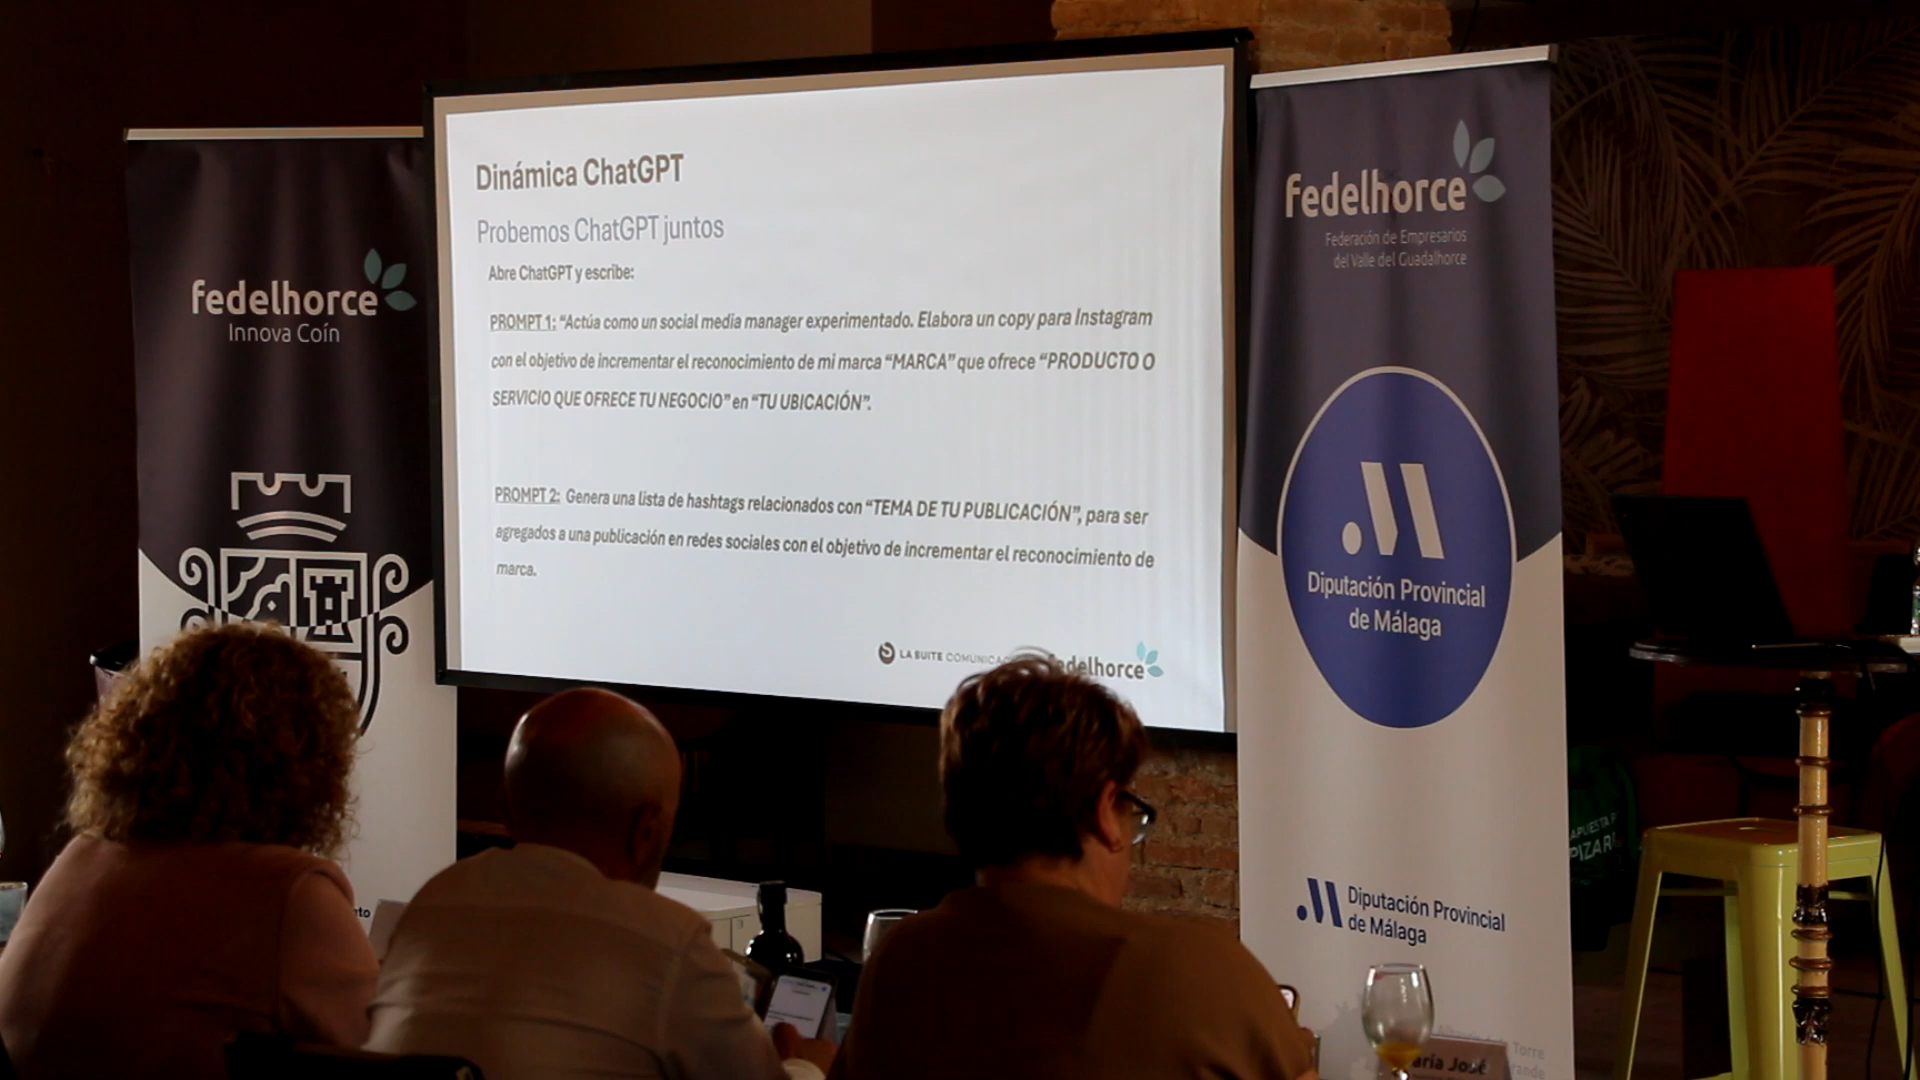 fedelhorce
Innova Coín
Dinámica ChatGPT
Probemos ChatGPT juntos
Abre ChatGPT y escribe:
PROMPT 1: “Actúa como un social media manager experimentado. Elabora un copy para Instagram
con el objetivo de incrementar el reconocimiento de mi marca “MARCA” que ofrece “PRODUCTO O
SERVICIO QUE OFRECE TU NEGOCIO” en “TU UBICACIÓN”.
PROMPT 2: Genera una lista de hashtags relacionados con “TEMA DE TU PUBLICACIÓN”, para ser
agregados a una publicación en redes sociales con el objetivo de incrementar el reconocimiento de
marca.
LA SUITE
fedelhorce
Federación de Empresarios
del Valle del Guadalhorce
Diputación Provincial
de Málaga
Diputación Provincial
de Málaga
Torre
José